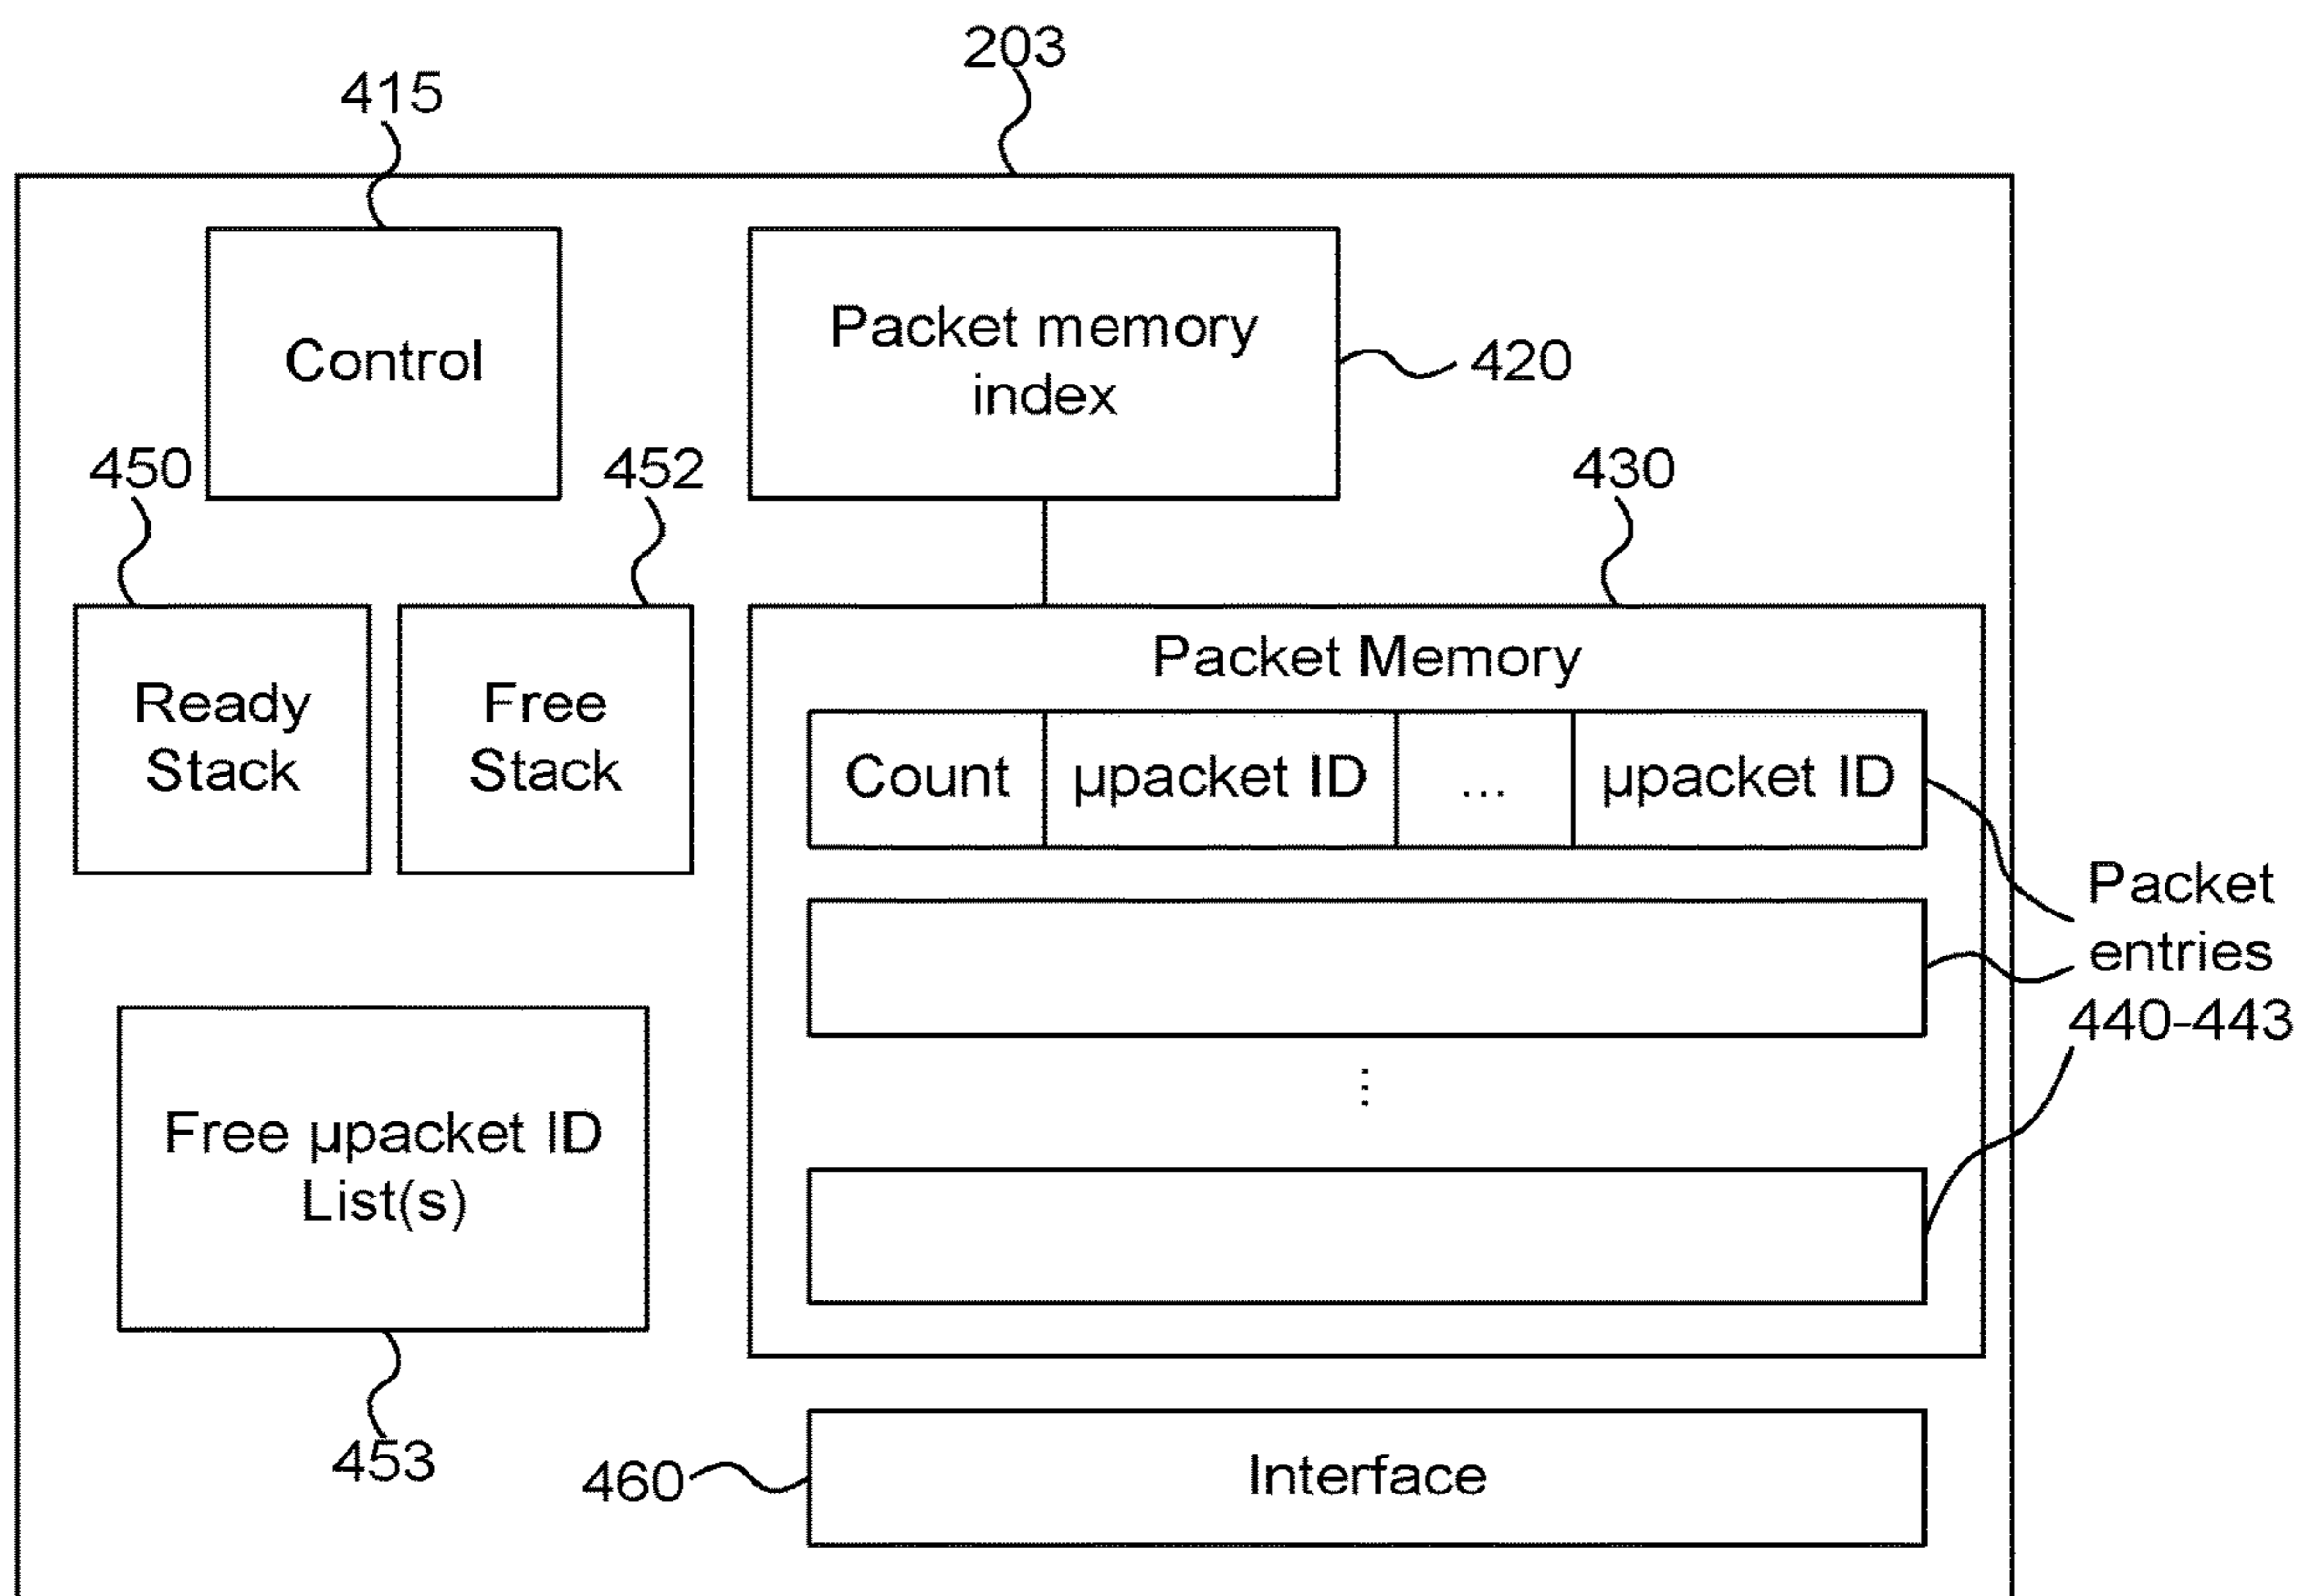 203
415
Control
Packet memory
index
420
450
452
430
Ready
Stack
Free
Stack
Packet Memory
Count
µpacket ID
...
µpacket ID
Packet
entries
440-443
...
Free µpacket ID
List(s)
453
460
Interface